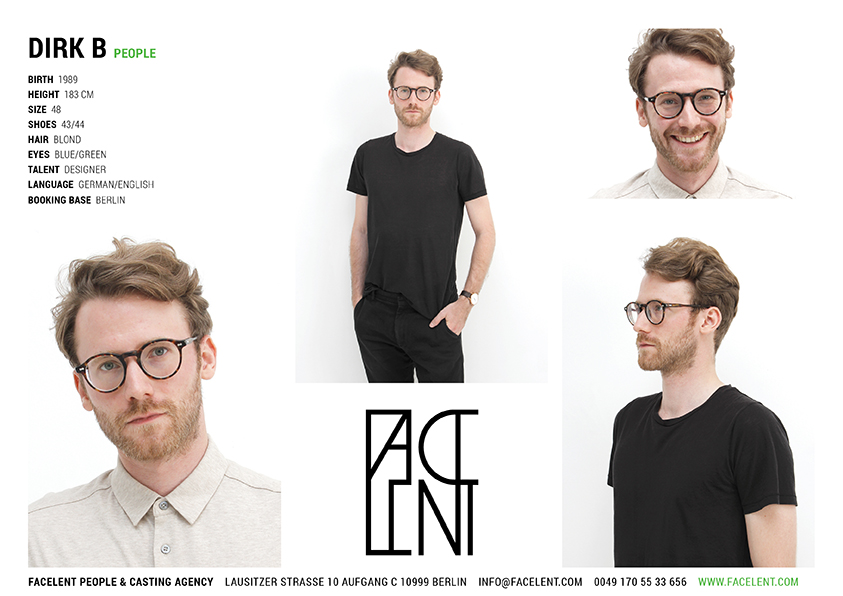 DIRK B PEOPLE
BIRTH 1989
HEIGHT 183 CM
SIZE 48
SHOES 43/44
HAIR BLOND
EYES BLUE/GREEN
TALENT DESIGNER
LANGUAGE GERMAN/ENGLISH
BOOKING BASE BERLIN
FACE
LENT
FACELENT PEOPLE & CASTING AGENCY LAUSITZER STRASSE 10 AUFGANG C 10999 BERLIN INFO@FACELENT.COM 0049 170 55 33 656 WWW.FACELENT.COM